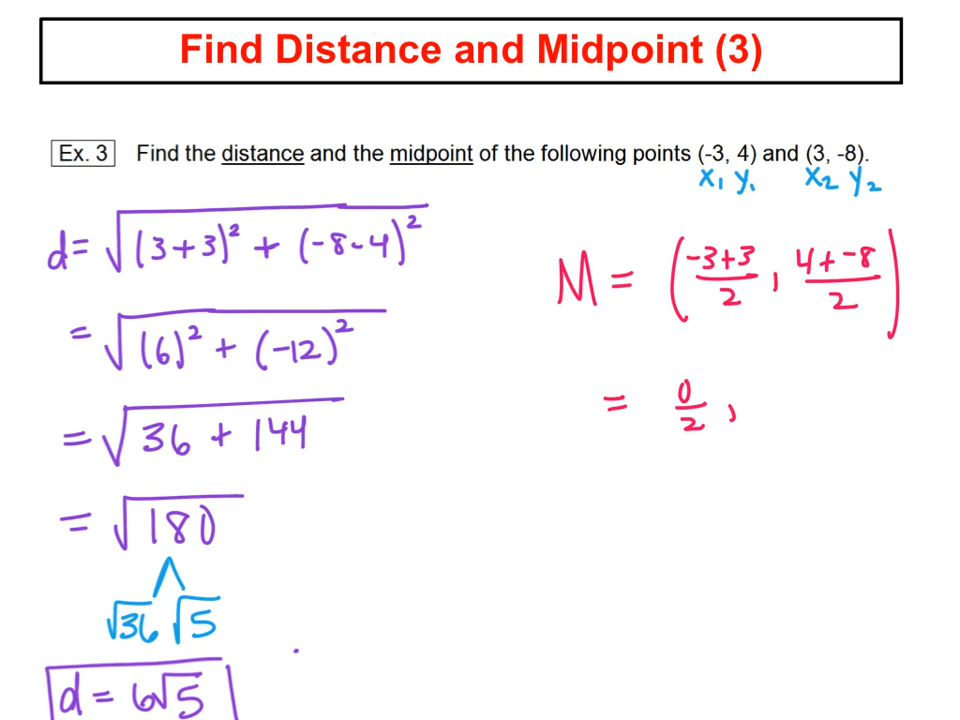 Find Distance and Midpoint (3)
Ex. 3 Find the distance and the midpoint of the following points (-3, 4) and (3, -8).
x₁ y₁ x₂ y₂
d = √((3+3)² + (-8-4)²)
= √((6)² + (-12)²)
= √(36 + 144)
= √180
√36 √5
d = 6√5
M = ((-3+3)/2, (4+-8)/2)
= 0/2,